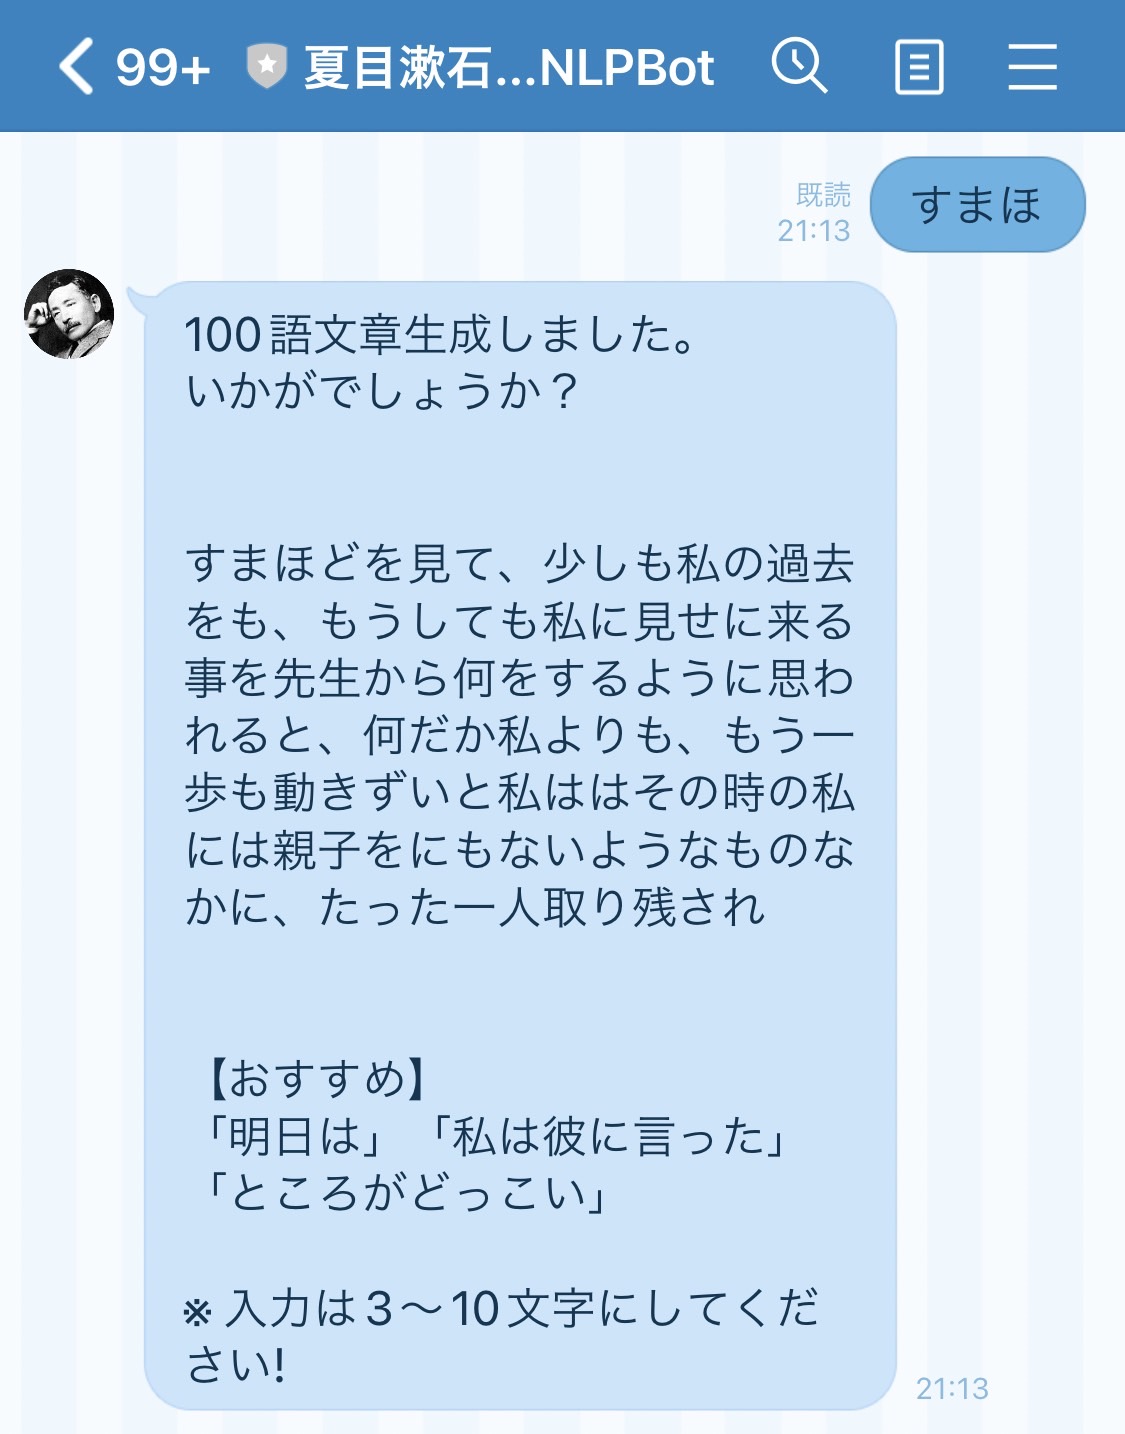 99+ 夏目漱石...NLPBot
すまほ
既読
21:13
100語文章生成しました。
いかがでしょうか？
すまほどを見て、少しも私の過去
をも、もうしても私に見せに来る
事を先生から何をするように思わ
れると、何だか私よりも、もう一
歩も動きずいと私ははその時の私
には親子をにもないようなものな
かに、たった一人取り残され
【おすすめ】
「明日は」「私は彼に言った」
「ところがどっこい」
※ 入力は3〜10文字にしてくだ
さい!
21:13